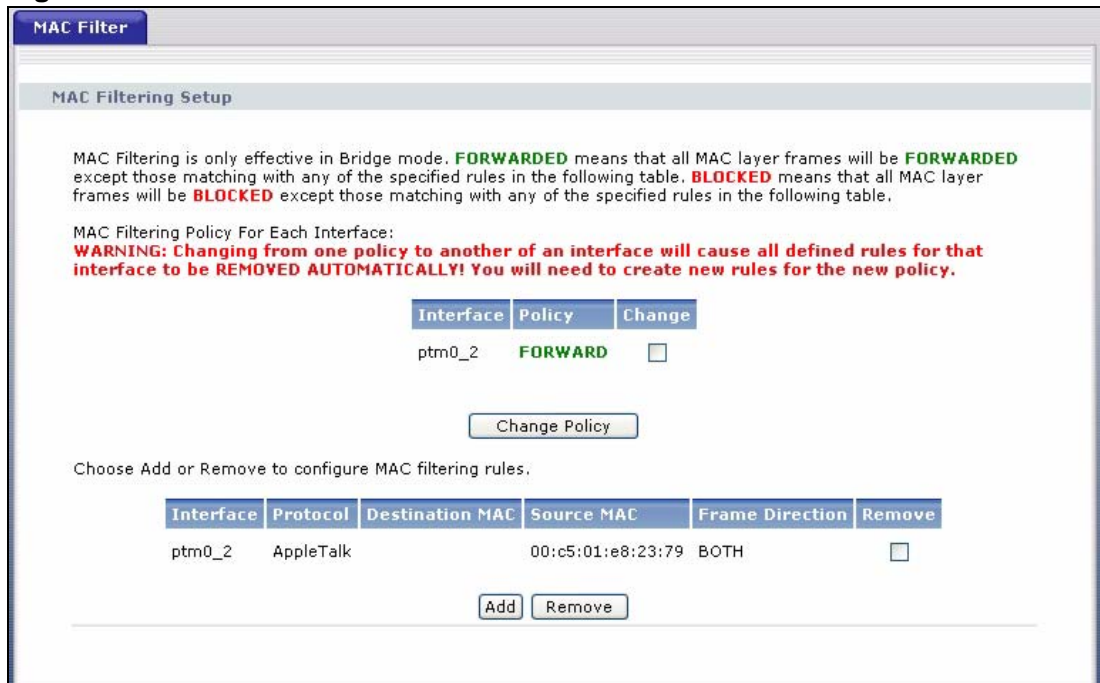 MAC Filter
MAC Filtering Setup
MAC Filtering is only effective in Bridge mode. FORWARDED means that all MAC layer frames will be FORWARDED
except those matching with any of the specified rules in the following table. BLOCKED means that all MAC layer
frames will be BLOCKED except those matching with any of the specified rules in the following table.
MAC Filtering Policy For Each Interface:
WARNING: Changing from one policy to another of an interface will cause all defined rules for that
interface to be REMOVED AUTOMATICALLY! You will need to create new rules for the new policy.
Interface Policy Change
ptm0_2 FORWARD
Change Policy
Choose Add or Remove to configure MAC filtering rules.
Interface Protocol Destination MAC Source MAC Frame Direction Remove
ptm0_2 AppleTalk 00:c5:01:e8:23:79 BOTH
Add Remove